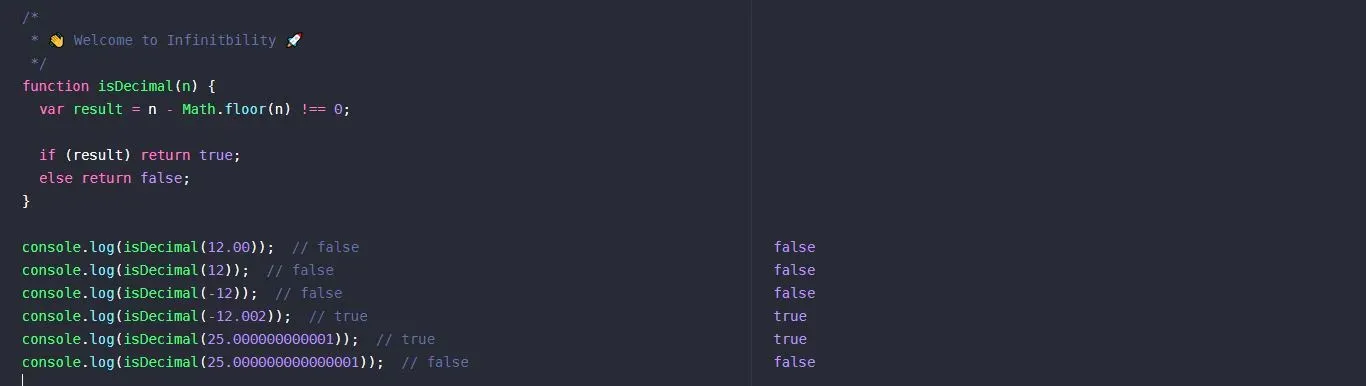 /*
 * 👋 Welcome to Infinitbility 🚀
 */
function isDecimal(n) {
  var result = n - Math.floor(n) !== 0;
  if (result) return true;
  else return false;
}
console.log(isDecimal(12.00));  // false
console.log(isDecimal(12));  // false
console.log(isDecimal(-12));  // false
console.log(isDecimal(-12.002));  // true
console.log(isDecimal(25.000000000001));  // true
console.log(isDecimal(25.000000000000001));  // false
false
false
false
true
true
false